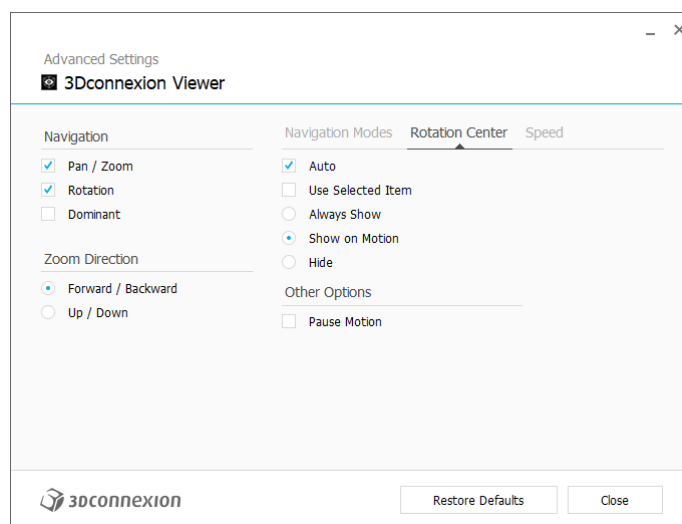 Advanced Settings
3Dconnexion Viewer
Navigation
Pan / Zoom
Rotation
Dominant
Zoom Direction
Forward / Backward
Up / Down
Navigation Modes Rotation Center Speed
Auto
Use Selected Item
Always Show
Show on Motion
Hide
Other Options
Pause Motion
3Dconnexion
Restore Defaults Close